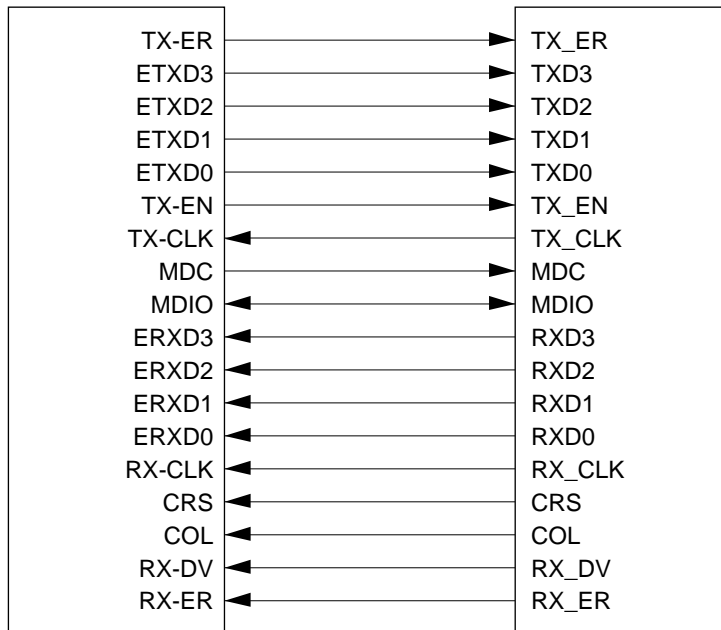 TX-ER TX_ER
ETXD3 TXD3
ETXD2 TXD2
ETXD1 TXD1
ETXD0 TXD0
TX-EN TX_EN
TX-CLK TX_CLK
MDC MDC
MDIO MDIO
ERXD3 RXD3
ERXD2 RXD2
ERXD1 RXD1
ERXD0 RXD0
RX-CLK RX_CLK
CRS CRS
COL COL
RX-DV RX_DV
RX-ER RX_ER